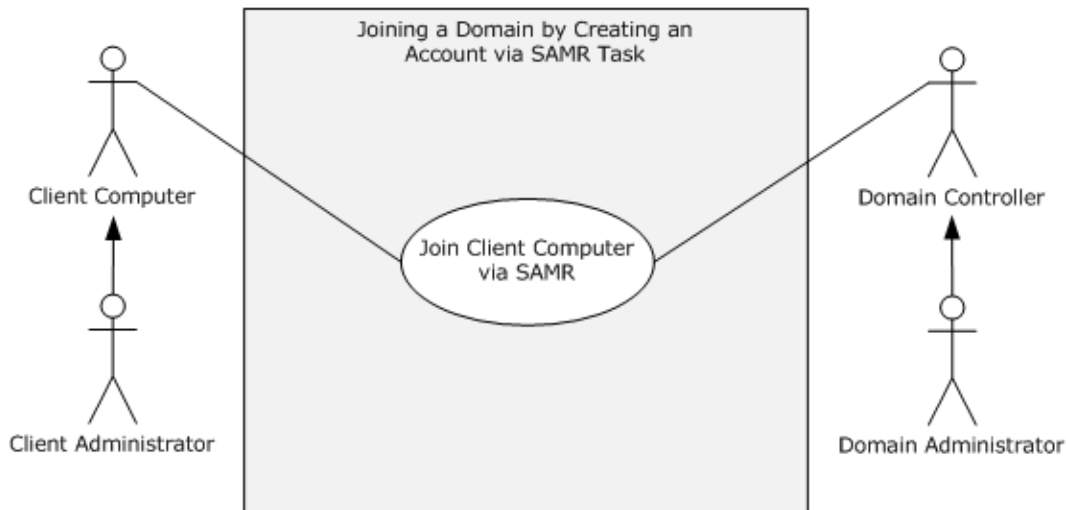 Joining a Domain by Creating an
Account via SAMR Task
Client Computer
Domain Controller
Join Client Computer
via SAMR
Client Administrator
Domain Administrator